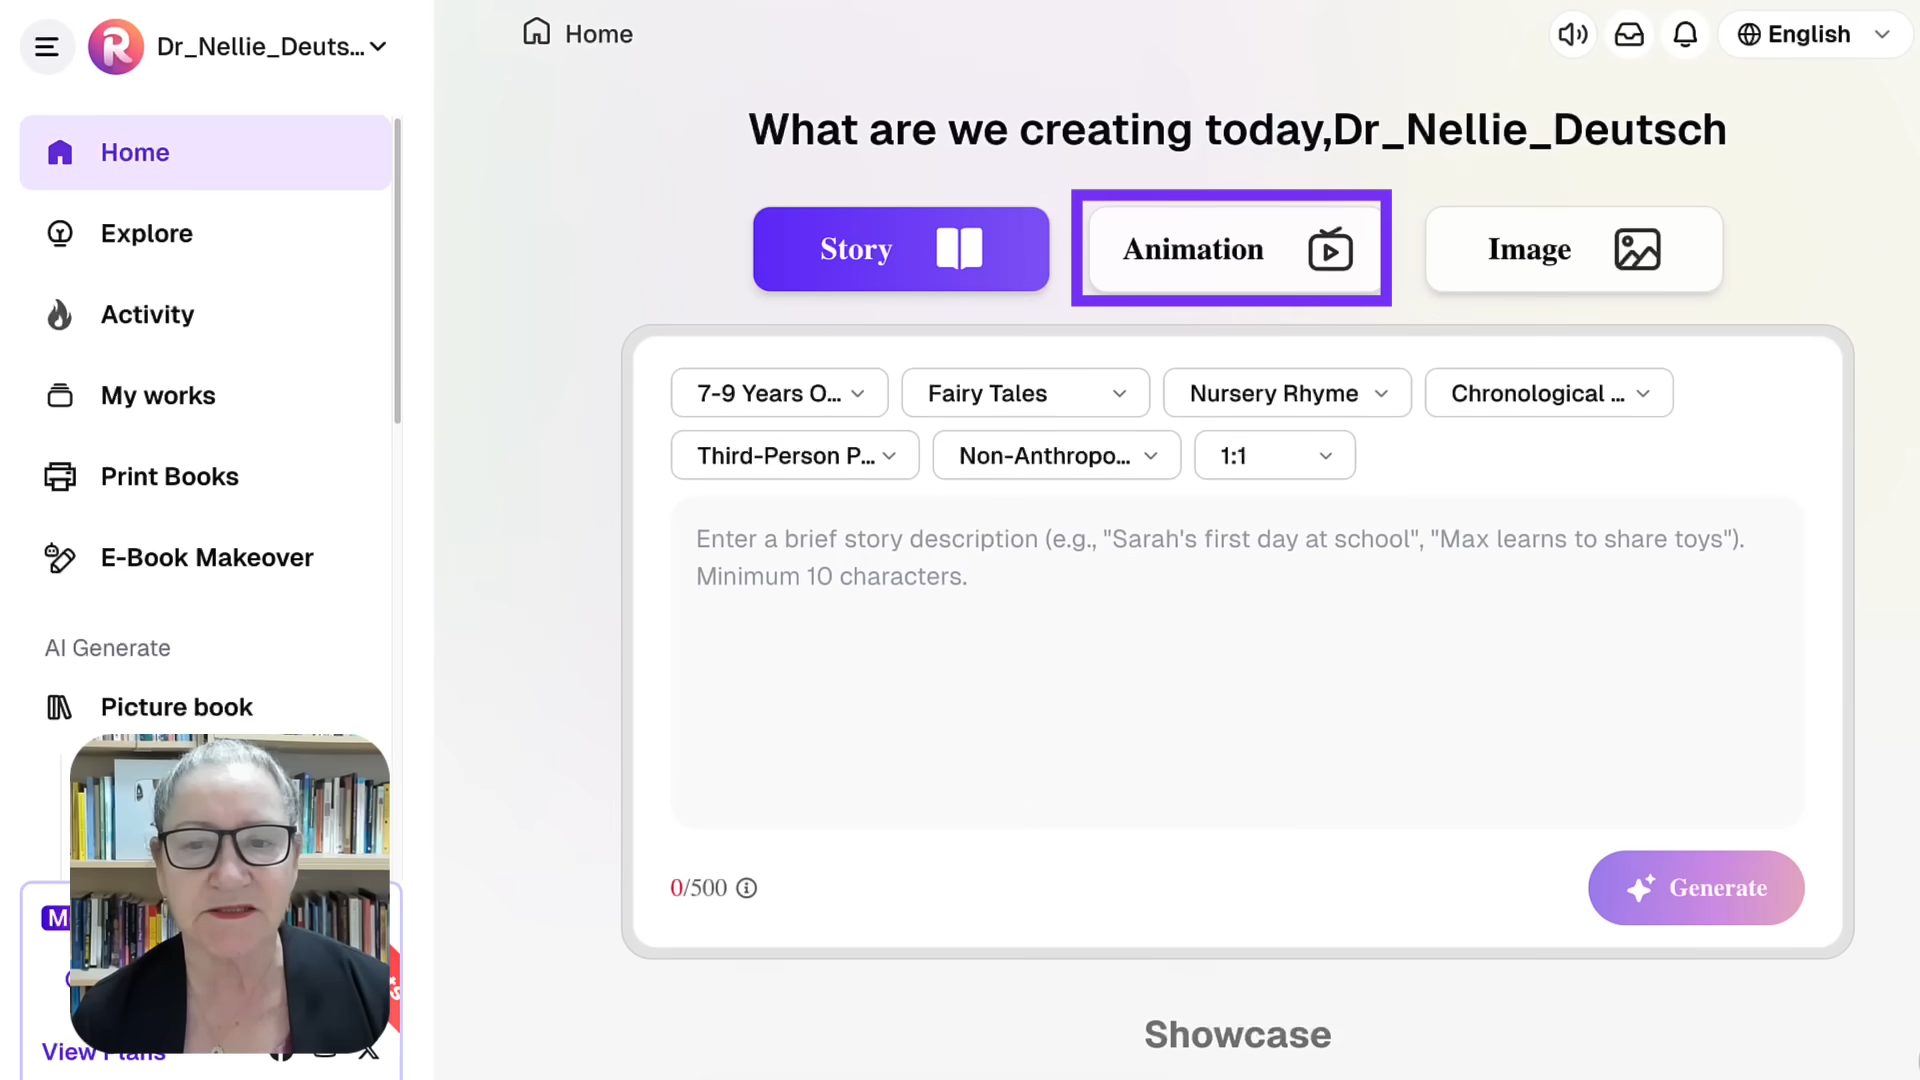 Dr_Nellie_Deuts...
Home
English
Home
Explore
Activity
My works
Print Books
E-Book Makeover
AI Generate
Picture book
M
View Plans
What are we creating today,Dr_Nellie_Deutsch
Story
Animation
Image
7-9 Years O...
Fairy Tales
Nursery Rhyme
Chronological ...
Third-Person P...
Non-Anthropo...
1:1
Enter a brief story description (e.g., "Sarah's first day at school", "Max learns to share toys").
Minimum 10 characters.
0/500
Generate
Showcase